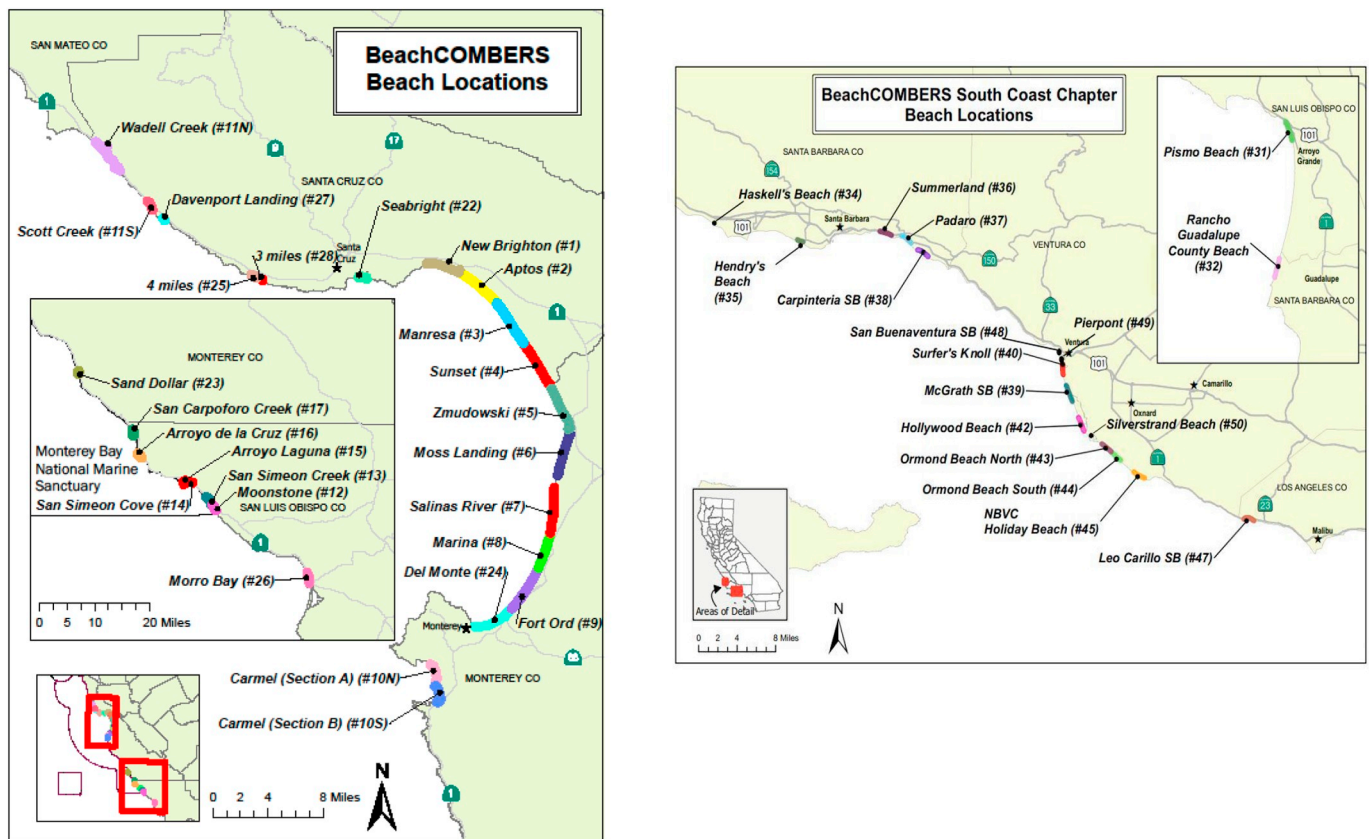 BeachCOMBERS
Beach Locations
SAN MATEO CO
1
Wadell Creek (#11N)
17
9
SANTA CRUZ CO
Davenport Landing (#27)
Scott Creek (#11S)
Seabright (#22)
3 miles (#28)
Santa
Cruz
4 miles (#25)
New Brighton (#1)
Aptos (#2)
1
Manresa (#3)
Sunset (#4)
Zmudowski (#5)
Moss Landing (#6)
Salinas River (#7)
Marina (#8)
Del Monte (#24)
Fort Ord (#9)
Monterey
68
MONTEREY CO
Carmel (Section A) (#10N)
Carmel (Section B) (#10S)
1
N
0 4 8 Miles
MONTEREY CO
Sand Dollar (#23)
San Carpoforo Creek (#17)
Arroyo de la Cruz (#16)
Arroyo Laguna (#15)
Monterey Bay
National Marine
Sanctuary
San Simeon Creek (#13)
Moonstone (#12)
San Simeon Cove (#14)
SAN LUIS OBISPO CO
1
Morro Bay (#26)
0 10 20 Miles
BeachCOMBERS South Coast Chapter
Beach Locations
SANTA BARBARA CO
154
Haskell's Beach (#34)
101
Santa Barbara
Summerland (#36)
Padaro (#37)
Hendry's
Beach
(#35)
Carpinteria SB (#38)
VENTURA CO
150
33
San Buenaventura SB (#48)
Pierpont (#49)
Surfer's Knoll (#40)
Ventura
101
McGrath SB (#39)
Camarillo
Oxnard
Hollywood Beach (#42)
Silverstrand Beach (#50)
Ormond Beach North (#43)
1
Ormond Beach South (#44)
NBVC
Holiday Beach (#45)
LOS ANGELES CO
23
Leo Carillo SB (#47)
Malibu
SAN LUIS OBISPO CO
101
Pismo Beach (#31)
Arroyo
Grande
1
Rancho
Guadalupe
County Beach
(#32)
Guadalupe
SANTA BARBARA CO
Areas of Detail
0 2 4 8 Miles
N